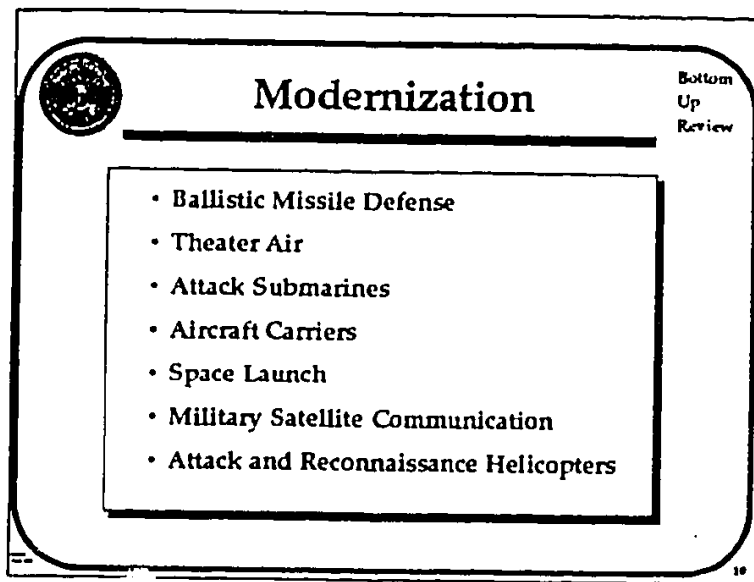 Modernization
Bottom
Up
Review
• Ballistic Missile Defense
• Theater Air
• Attack Submarines
• Aircraft Carriers
• Space Launch
• Military Satellite Communication
• Attack and Reconnaissance Helicopters